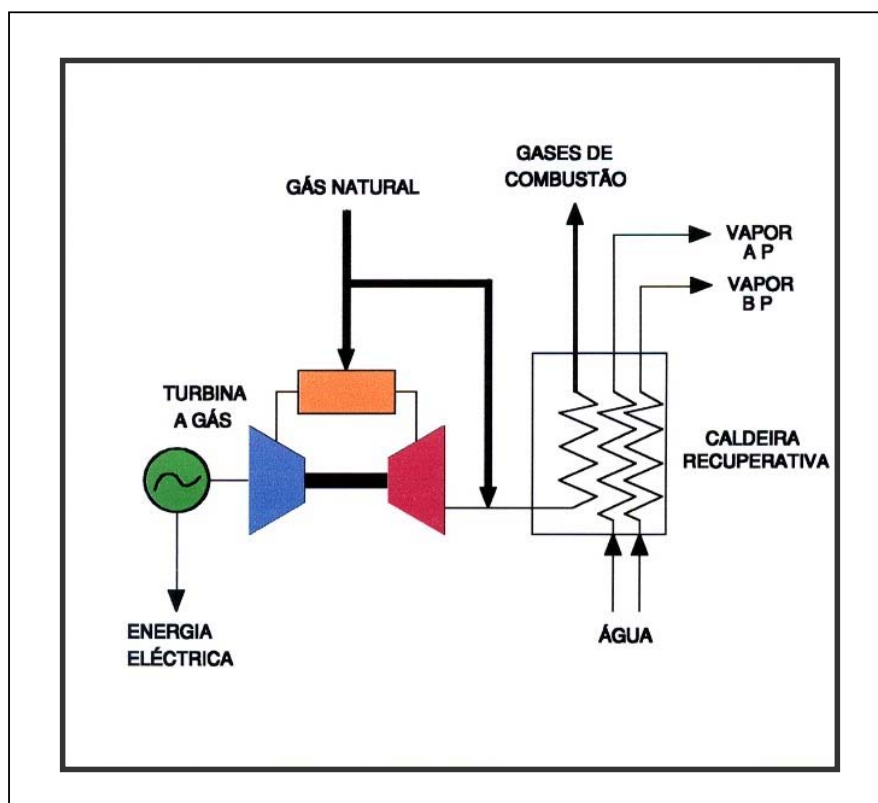 GASES DE
COMBUSTÃO
GÁS NATURAL
VAPOR
A P
VAPOR
B P
TURBINA
A GÁS
CALDEIRA
RECUPERATIVA
ENERGIA
ELÉCTRICA
ÁGUA